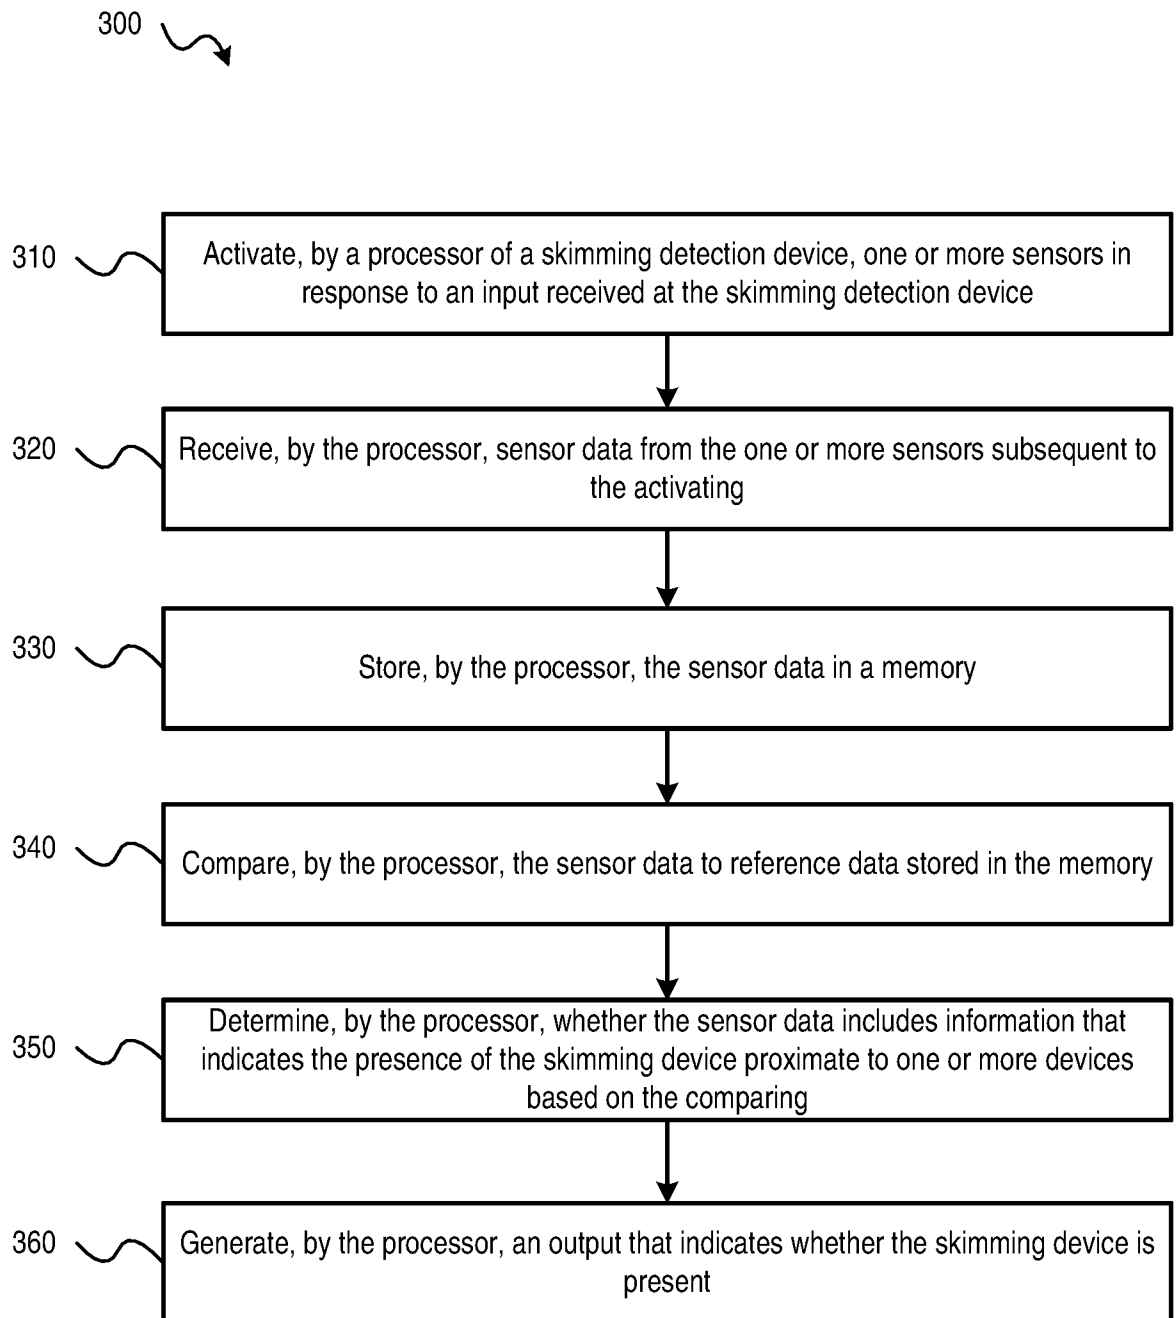 300
310
Activate, by a processor of a skimming detection device, one or more sensors in
response to an input received at the skimming detection device
320
Receive, by the processor, sensor data from the one or more sensors subsequent to
the activating
330
Store, by the processor, the sensor data in a memory
340
Compare, by the processor, the sensor data to reference data stored in the memory
350
Determine, by the processor, whether the sensor data includes information that
indicates the presence of the skimming device proximate to one or more devices
based on the comparing
360
Generate, by the processor, an output that indicates whether the skimming device is
present